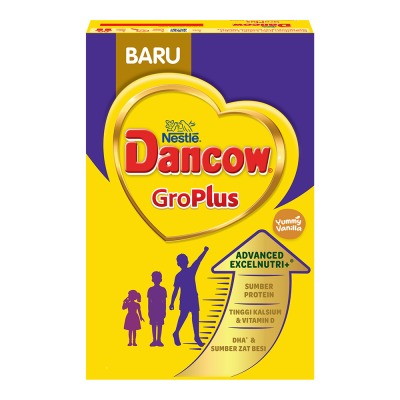 BARU
Nestlé
Dancow®
GroPlus
Yummy
Vanilla
ADVANCED
EXCELNUTRI+®
SUMBER
PROTEIN
TINGGI KALSIUM
& VITAMIN D
DHA^ &
SUMBER ZAT BESI